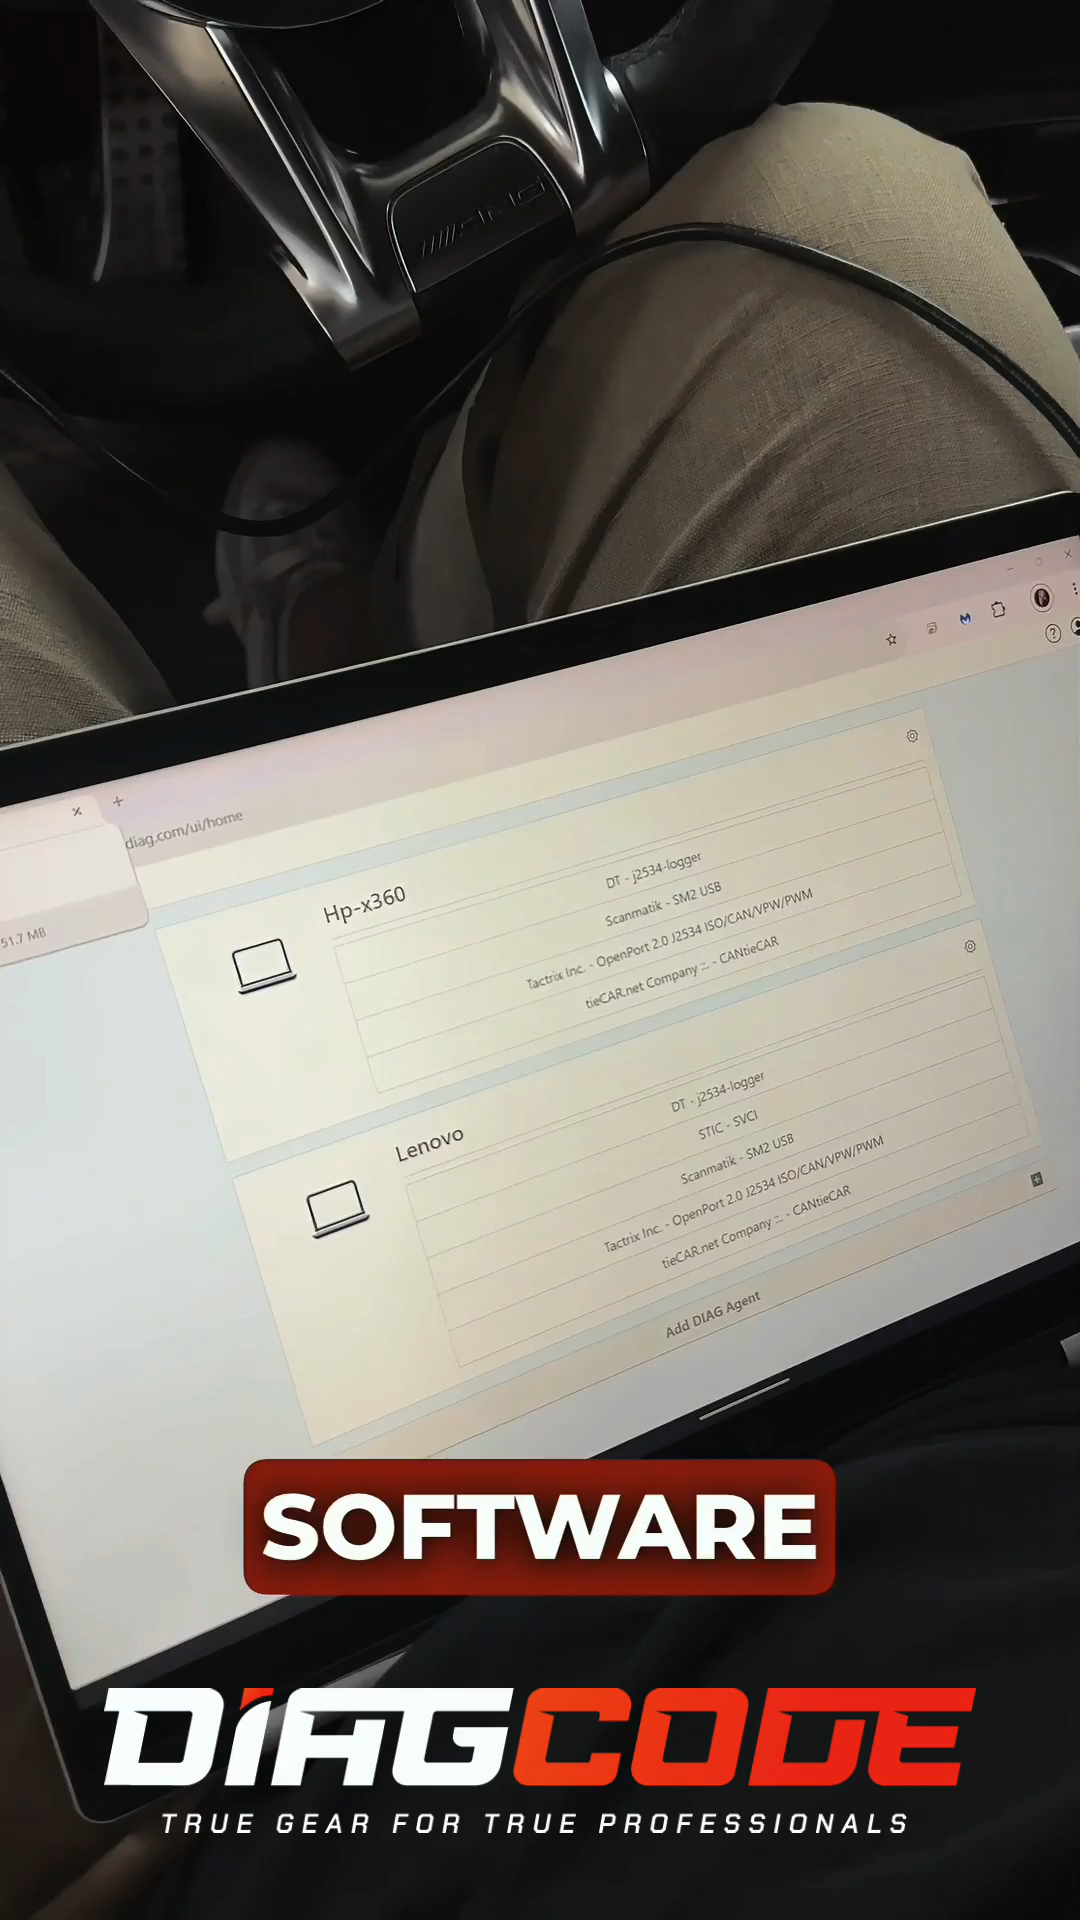 AMG
diag.com/ui/home
51.7 MB
Hp-x360
DT - j2534-logger
Scanmatik - SM2 USB
Tactrix Inc. - OpenPort 2.0 J2534 ISO/CAN/VPW/PWM
tieCAR.net Company :: - CANtieCAR
Lenovo
DT - j2534-logger
STIC - SVCI
Scanmatik - SM2 USB
Tactrix Inc. - OpenPort 2.0 J2534 ISO/CAN/VPW/PWM
tieCAR.net Company :: - CANtieCAR
Add DIAG Agent
SOFTWARE
DiAGCODE
TRUE GEAR FOR TRUE PROFESSIONALS